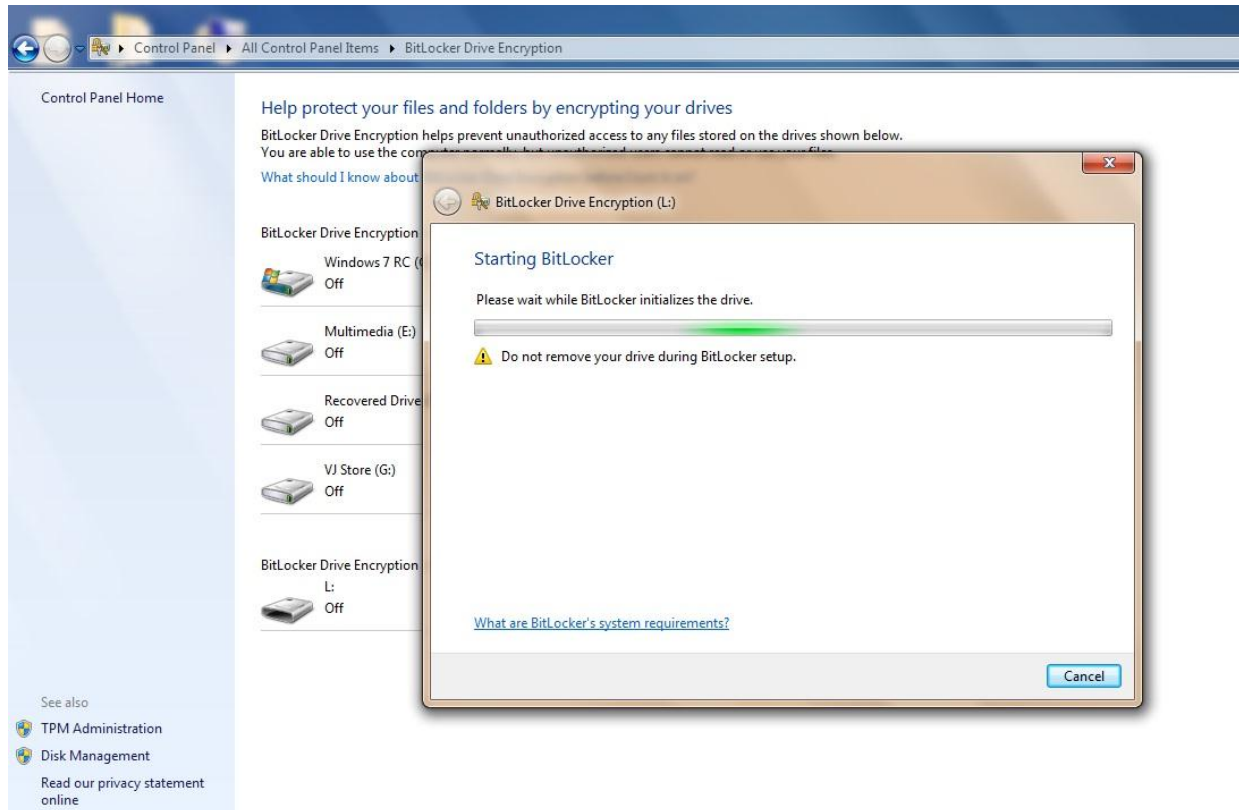 Control Panel ▸ All Control Panel Items ▸ BitLocker Drive Encryption
Control Panel Home
Help protect your files and folders by encrypting your drives
BitLocker Drive Encryption helps prevent unauthorized access to any files stored on the drives shown below.
You are able to use the
What should I know about
BitLocker Drive Encryption
Windows 7 RC
Off
Multimedia (E:)
Off
Recovered Drive
Off
VJ Store (G:)
Off
BitLocker Drive Encryption
L:
Off
See also
TPM Administration
Disk Management
Read our privacy statement
online
BitLocker Drive Encryption (L:)
Starting BitLocker
Please wait while BitLocker initializes the drive.
Do not remove your drive during BitLocker setup.
What are BitLocker's system requirements?
Cancel